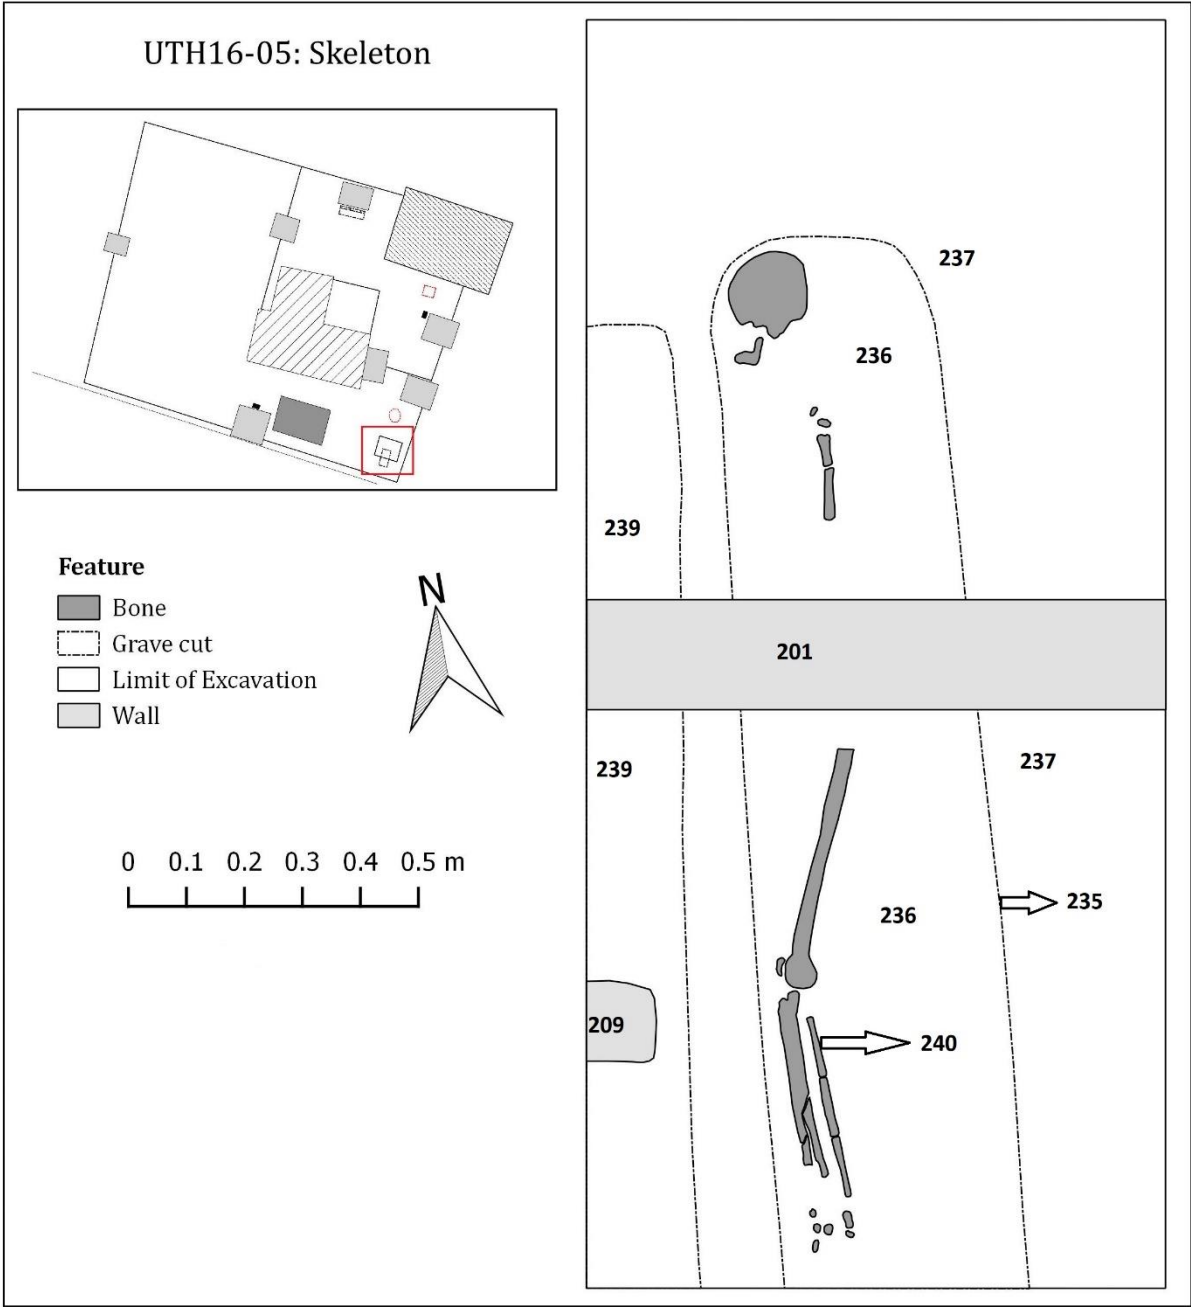 UTH16-05: Skeleton
Feature
Bone
Grave cut
Limit of Excavation
Wall
N
0 0.1 0.2 0.3 0.4 0.5 m
237
236
239
201
239
237
235
236
209
240